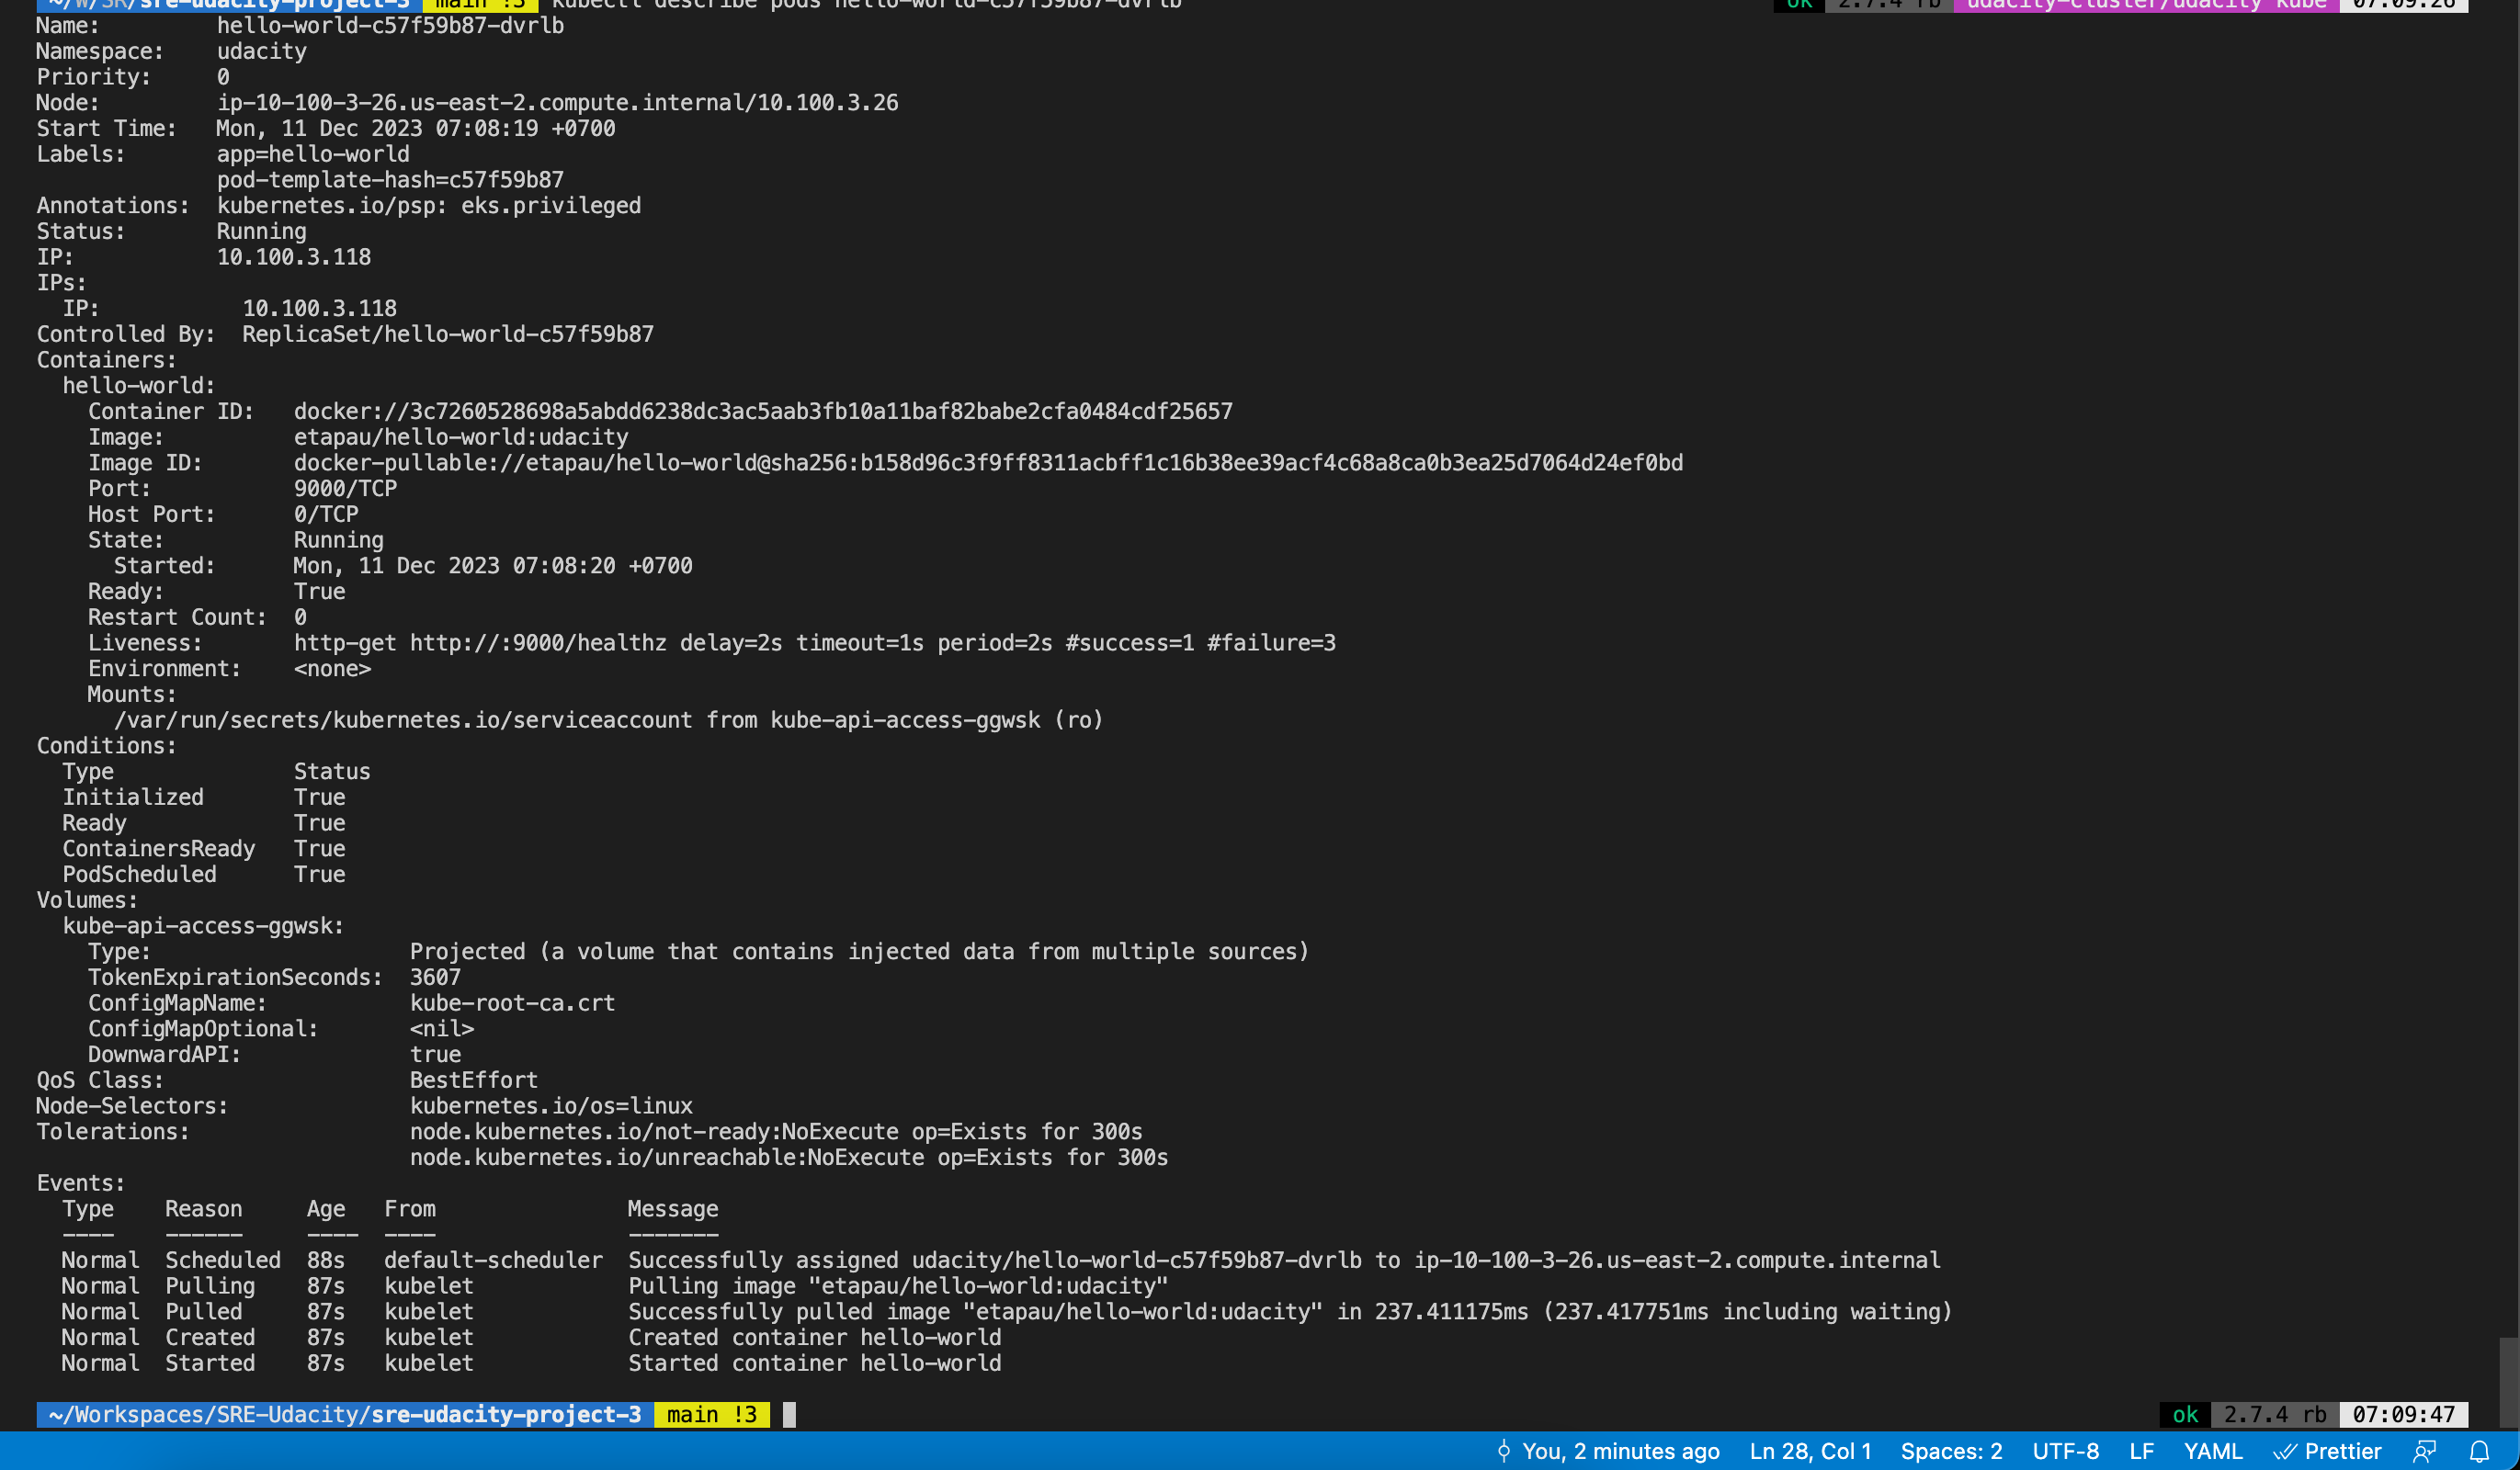 ~/W/SR/sre-udacity-project-3 main !3 kubectl describe pods hello-world-c57f59b87-dvrlb ok 2.7.4 rb udacity-cluster/udacity kube 07:09:26
Name: hello-world-c57f59b87-dvrlb
Namespace: udacity
Priority: 0
Node: ip-10-100-3-26.us-east-2.compute.internal/10.100.3.26
Start Time: Mon, 11 Dec 2023 07:08:19 +0700
Labels: app=hello-world
pod-template-hash=c57f59b87
Annotations: kubernetes.io/psp: eks.privileged
Status: Running
IP: 10.100.3.118
IPs:
IP: 10.100.3.118
Controlled By: ReplicaSet/hello-world-c57f59b87
Containers:
hello-world:
Container ID: docker://3c7260528698a5abdd6238dc3ac5aab3fb10a11baf82babe2cfa0484cdf25657
Image: etapau/hello-world:udacity
Image ID: docker-pullable://etapau/hello-world@sha256:b158d96c3f9ff8311acbff1c16b38ee39acf4c68a8ca0b3ea25d7064d24ef0bd
Port: 9000/TCP
Host Port: 0/TCP
State: Running
Started: Mon, 11 Dec 2023 07:08:20 +0700
Ready: True
Restart Count: 0
Liveness: http-get http://:9000/healthz delay=2s timeout=1s period=2s #success=1 #failure=3
Environment: <none>
Mounts:
/var/run/secrets/kubernetes.io/serviceaccount from kube-api-access-ggwsk (ro)
Conditions:
Type Status
Initialized True
Ready True
ContainersReady True
PodScheduled True
Volumes:
kube-api-access-ggwsk:
Type: Projected (a volume that contains injected data from multiple sources)
TokenExpirationSeconds: 3607
ConfigMapName: kube-root-ca.crt
ConfigMapOptional: <nil>
DownwardAPI: true
QoS Class: BestEffort
Node-Selectors: kubernetes.io/os=linux
Tolerations: node.kubernetes.io/not-ready:NoExecute op=Exists for 300s
node.kubernetes.io/unreachable:NoExecute op=Exists for 300s
Events:
Type Reason Age From Message
---- ------ ---- ---- -------
Normal Scheduled 88s default-scheduler Successfully assigned udacity/hello-world-c57f59b87-dvrlb to ip-10-100-3-26.us-east-2.compute.internal
Normal Pulling 87s kubelet Pulling image "etapau/hello-world:udacity"
Normal Pulled 87s kubelet Successfully pulled image "etapau/hello-world:udacity" in 237.411175ms (237.417751ms including waiting)
Normal Created 87s kubelet Created container hello-world
Normal Started 87s kubelet Started container hello-world
~/Workspaces/SRE-Udacity/sre-udacity-project-3 main !3 ok 2.7.4 rb 07:09:47
You, 2 minutes ago Ln 28, Col 1 Spaces: 2 UTF-8 LF YAML Prettier